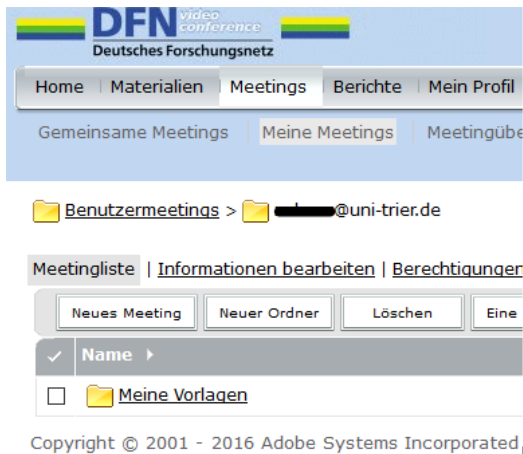 DFN video
conference
Deutsches Forschungsnetz
Home Materialien Meetings Berichte Mein Profil
Gemeinsame Meetings Meine Meetings Meetingübe
Benutzermeetings > @uni-trier.de
Meetingliste | Informationen bearbeiten | Berechtigungen
Neues Meeting Neuer Ordner Löschen Eine
Name
Meine Vorlagen
Copyright © 2001 - 2016 Adobe Systems Incorporated